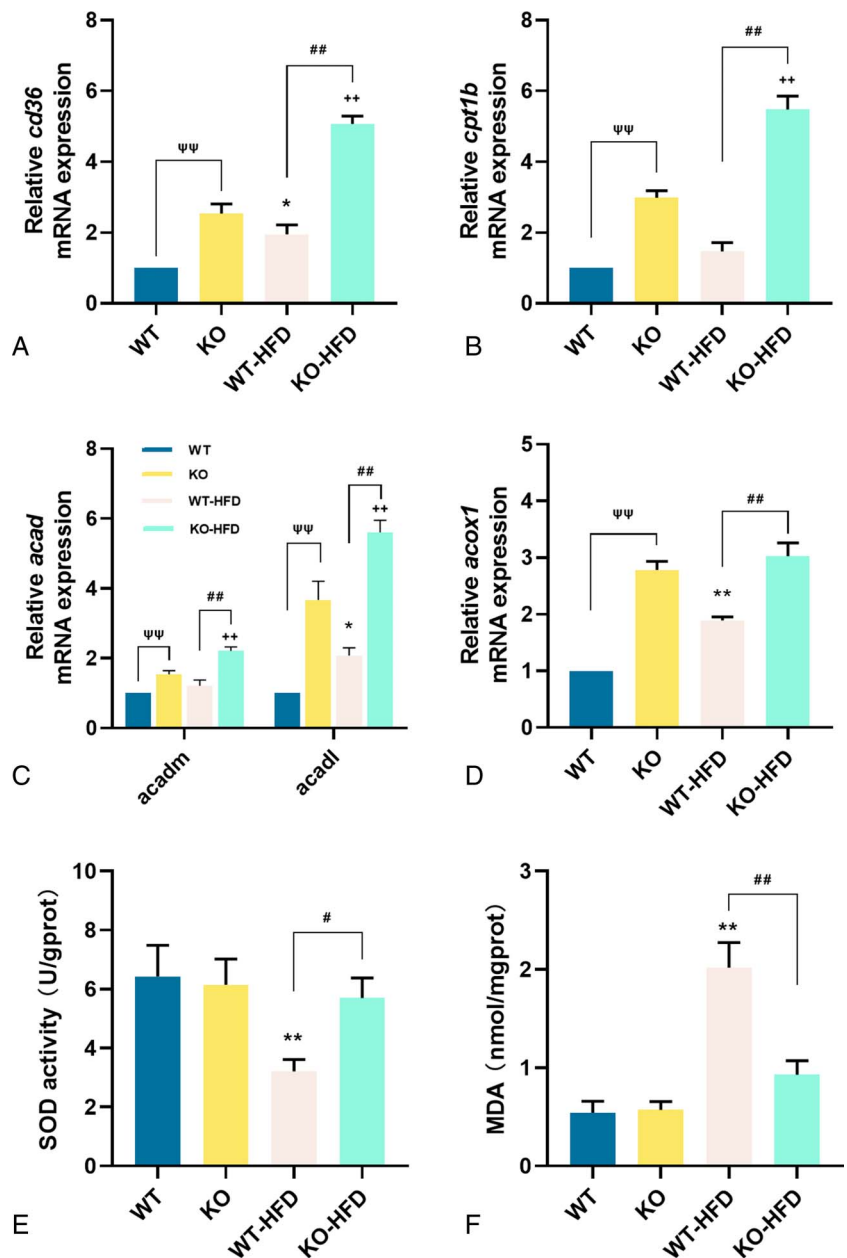 8
6
4
2
0
Relative cd36
mRNA expression
ψψ
*
##
++
WT
KO
WT-HFD
KO-HFD
A
8
6
4
2
0
Relative cpt1b
mRNA expression
ψψ
##
++
WT
KO
WT-HFD
KO-HFD
B
8
6
4
2
0
Relative acad
mRNA expression
WT
KO
WT-HFD
KO-HFD
ψψ
##
++
ψψ
*
##
++
acadm
acadl
C
5
4
3
2
1
0
Relative acox1
mRNA expression
ψψ
**
##
WT
KO
WT-HFD
KO-HFD
D
10
8
6
4
2
0
SOD activity（U/gprot）
**
#
WT
KO
WT-HFD
KO-HFD
E
3
2
1
0
MDA（nmol/mgprot）
**
##
WT
KO
WT-HFD
KO-HFD
F